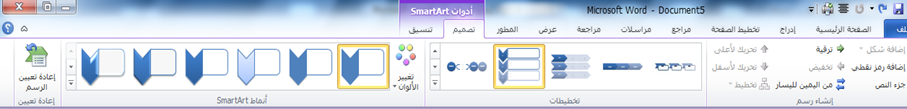 أدوات SmartArt
Microsoft Word - Document5
ملف الصفحة الرئيسية إدراج تخطيط الصفحة مراجع مراسلات مراجعة عرض المطور تصميم تنسيق
إضافة شكل ترقية تحريك لأعلى
إضافة رمز نقطي تخفيض تحريك لأسفل
جزء النص من اليمين لليسار تخطيط
إنشاء رسم
تخطيطات
تغيير
الألوان
أنماط SmartArt
إعادة تعيين
الرسم
إعادة تعيين